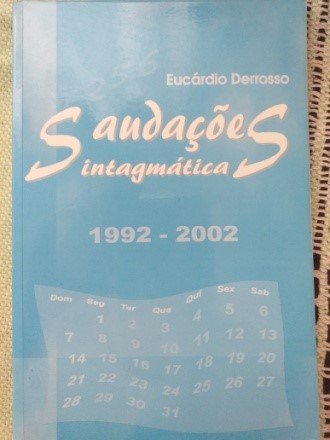 Eucárdio Derrosso
SaudaçõeS
intagmática
1992 - 2002
Dom Seg Ter Qua Qui Sex Sab
1 2 3 4 5 6
7 8 9 10 11 12 13
14 15 16 17 18 19 20
21 22 23 24 25 26 27
28 29 30 31